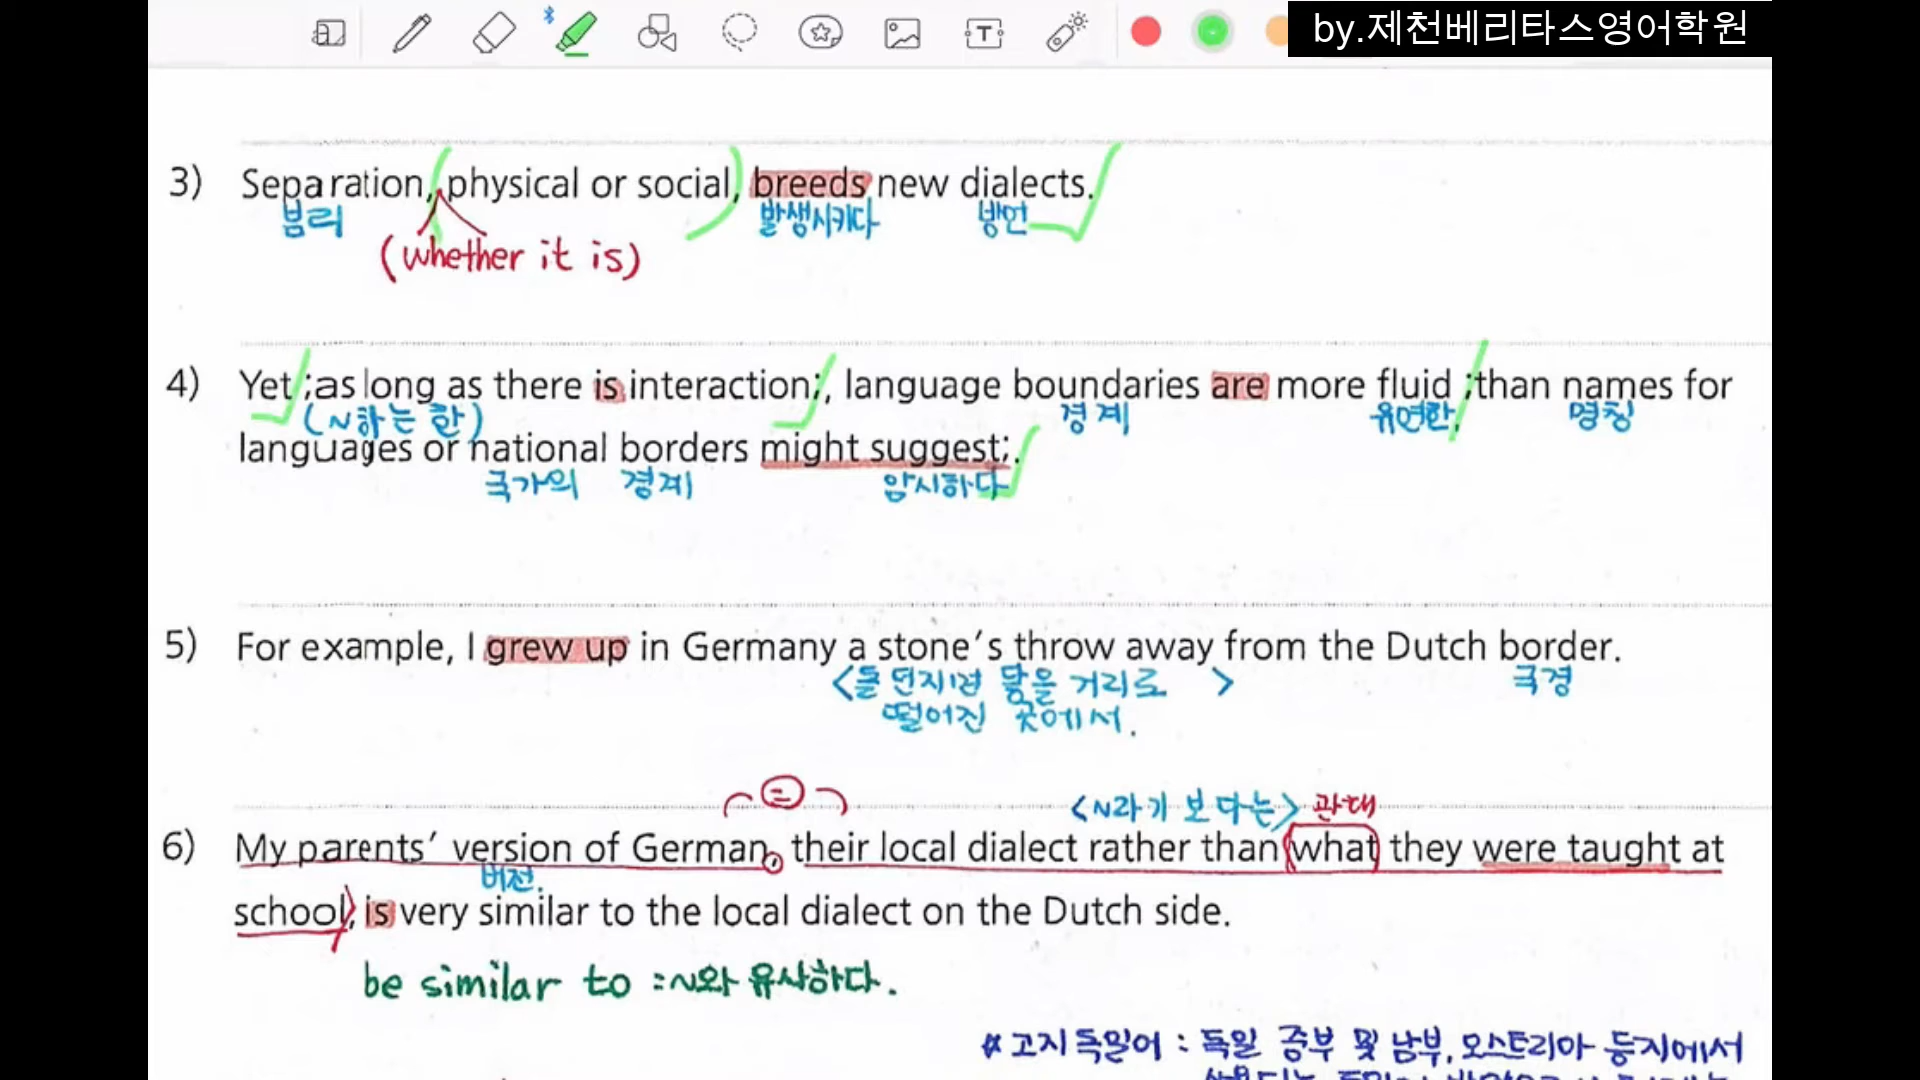 by.제천베리타스영어학원
3) Separation, physical or social, breeds new dialects.
분리 발생시키다 방언
(whether it is)
4) Yet ;as long as there is interaction;, language boundaries are more fluid ;than names for
(~하는 한) 경계 유연한, 명칭
languages or national borders might suggest;.
국가의 경계 암시하다
5) For example, I grew up in Germany a stone's throw away from the Dutch border.
<돌 던지면 닿을 거리로 > 국경
떨어진 곳에서.
= <~라기 보다는> 관대
6) My parents' version of German, their local dialect rather than what they were taught at
버전.
school, is very similar to the local dialect on the Dutch side.
be similar to :~와 유사하다.
* 고지독일어 : 독일 중부 및 남부, 오스트리아 등지에서